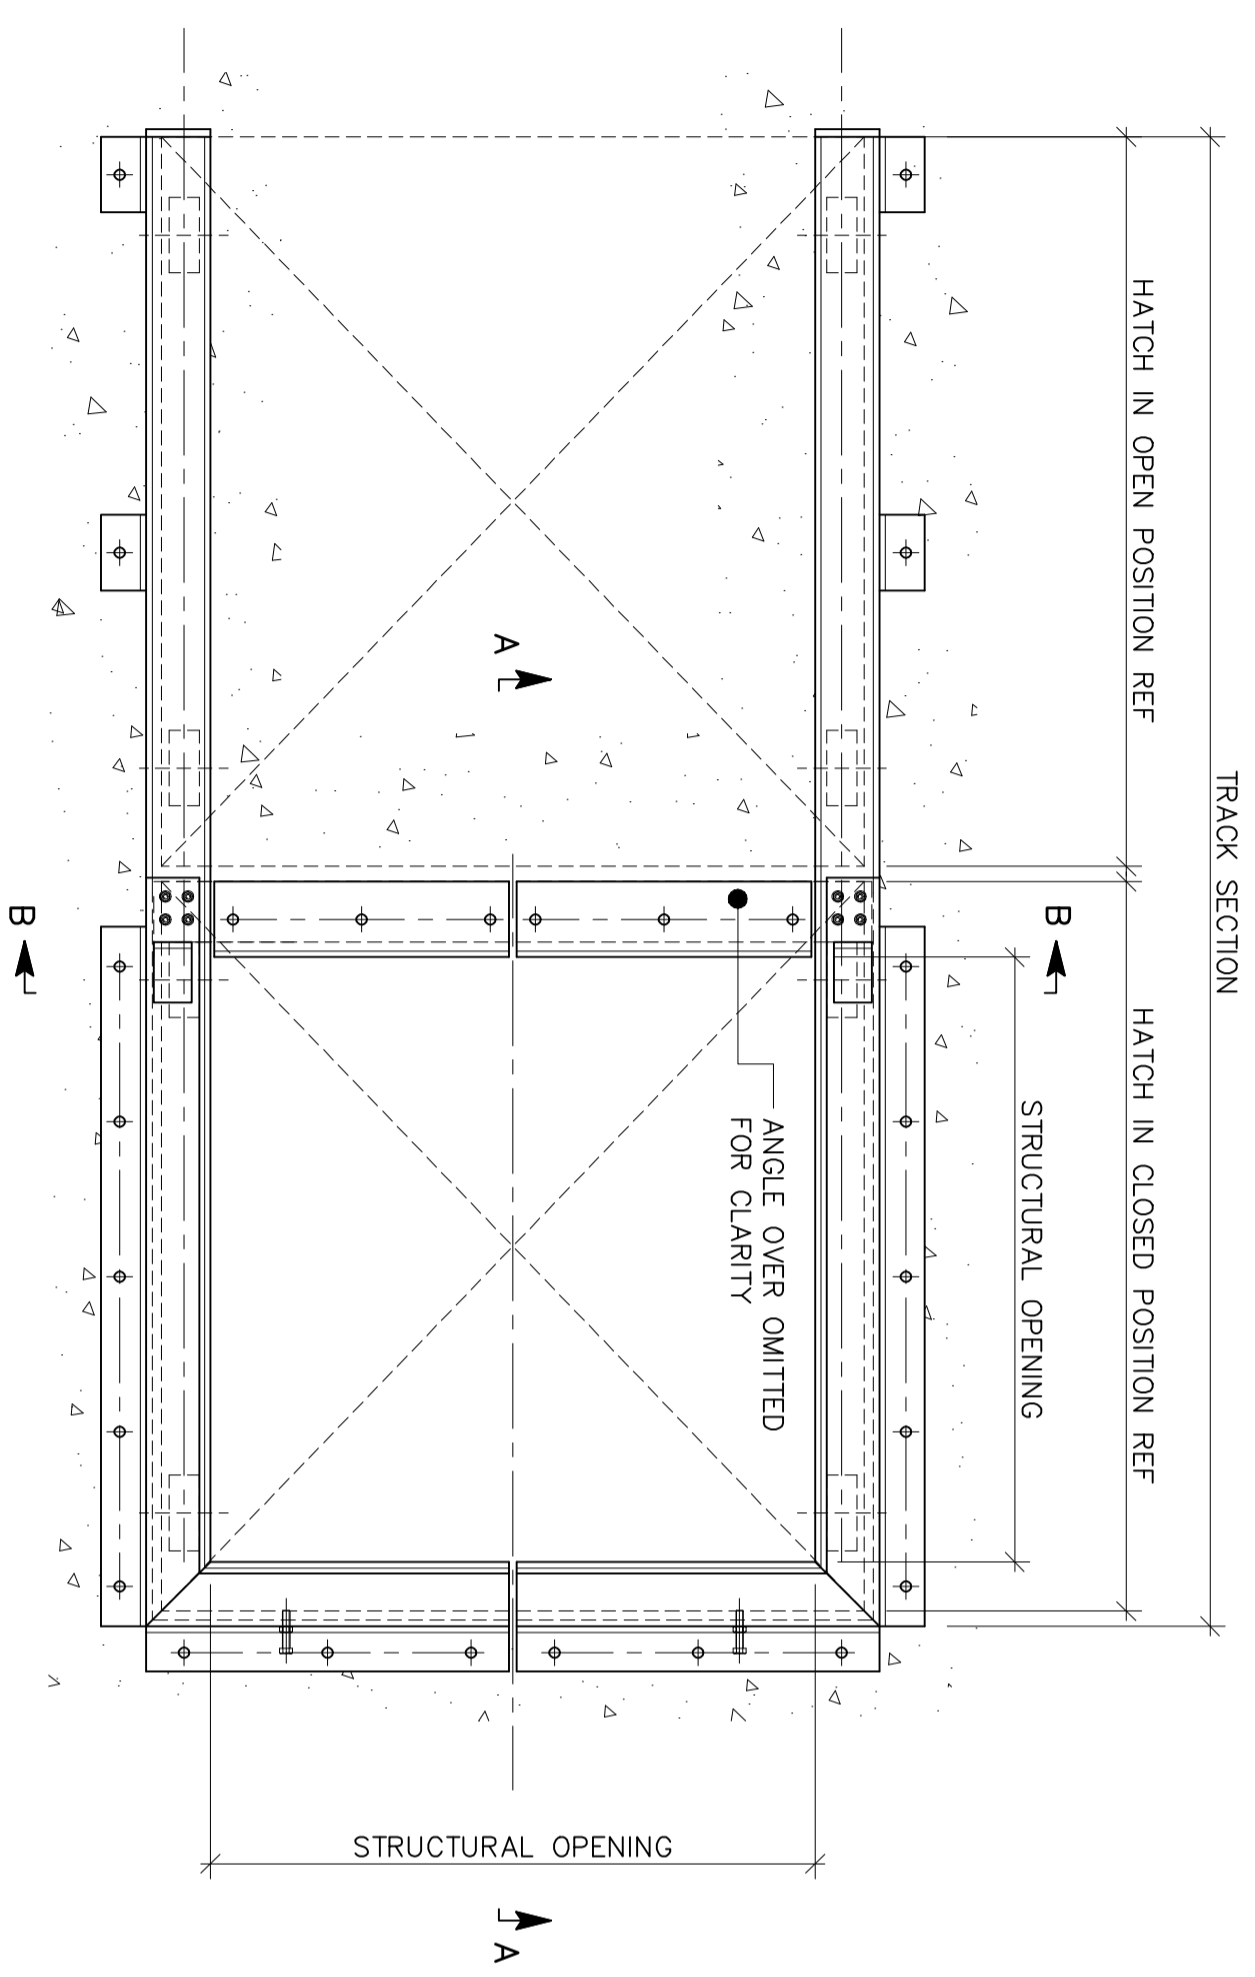 TRACK SECTION
HATCH IN OPEN POSITION REF
HATCH IN CLOSED POSITION REF
STRUCTURAL OPENING
B
B
A
ANGLE OVER OMITTED
FOR CLARITY
STRUCTURAL OPENING
A